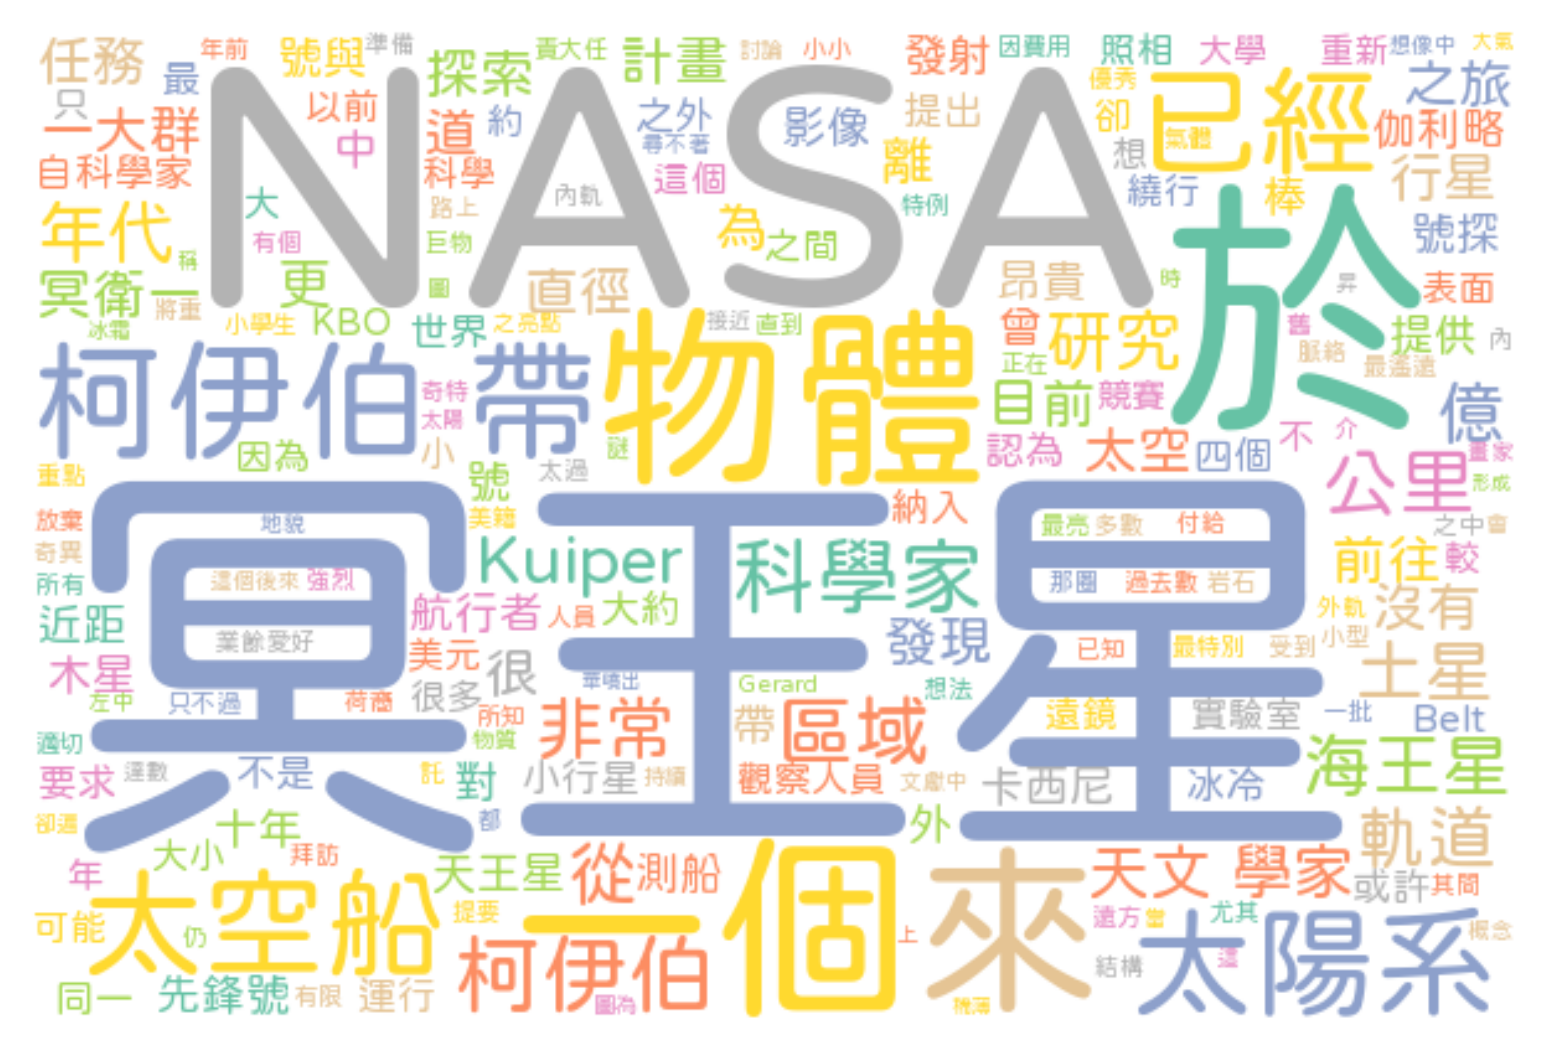 任務 最 年前 號與 準備 探索 責大任 計畫 討論 小小 發射 因費用 照相 大學 重新 想像中 大氣
只 以前 道 約 之外 影像 提出 優秀 卻 已經 之旅
NASA
一大群 中 尋不著 離 想 氣體 伽利略
自科學家 科學 這個 繞行 棒 行星
大 路上 內軌 特例 於
年代 有個 巨物 為 之間 號探
稱 冥衛一 更 圖 直徑 昂貴 時 昇 表面
將重 冰霜 小學生 KBO 世界 之亮點 接近 直到 曾 研究 舊 提供 內
正在 脈絡 最遙遠
柯伊伯帶 物體 奇特 目前 競賽 億
太陽 因為 小 謎 認為 太空 四個 不 介 畫家
重點 號 太過 公里 形成
冥王星
放棄 地貌 美籍 納入 最亮 多數 付給 之中 會
奇異 Kuiper 科學家 前往 較
所有 這個後來 強烈 那圈 過去數 岩石
近距 航行者 人員 大約 外軌 沒有
業餘愛好 發現 小型
木星 美元 很 已知 最特別 受到 土星
左中 只不過 荷裔 很多 華噴出 Gerard 想法
所知 非常 帶 區域 遠鏡 實驗室 一批 Belt
適切 物質 海王星
要求 達數 不是 託 對 小行星 持續 觀察人員 文獻中 卡西尼 冰冷
卻遲 十年 都 外 軌道
大小 拜訪 一個 來
年 天王星 從 測船 天文 學家 或許 其間
可能 太空船 仍 提要 上 遠方 當 尤其 太陽系 概念
柯伊伯 結構 這
同一 先鋒號 有限 運行 圖為 稀薄